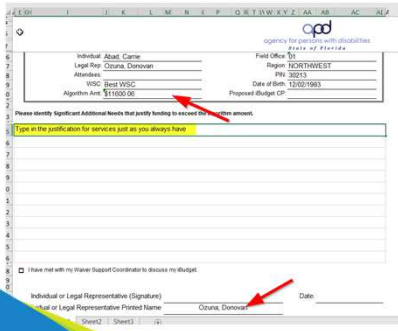 apd
agency for persons with disabilities
State of Florida
Individual: Abad, Carrie Field Office: 01
Legal Rep: Ozuna, Donovan Region: NORTHWEST
Attendees: PIN: 30213
WSC: Best WSC Date of Birth: 12/02/1983
Algorithm Amt: $11600.06 Proposed iBudget CP:
Please identify Significant Additional Needs that justify funding to exceed the algorithm amount.
Type in the justification for services just as you always have
I have met with my Waiver Support Coordinator to discuss my iBudget.
Individual or Legal Representative (Signature) Date
or Legal Representative Printed Name Ozuna, Donovan
Sheet2 Sheet3